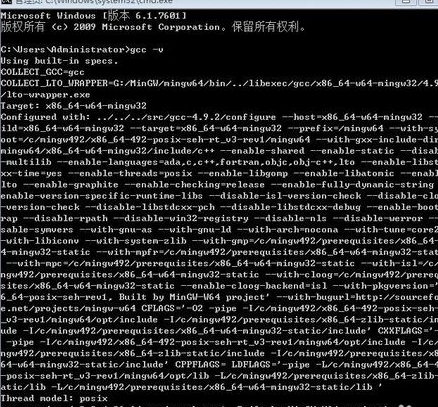 管理员: C:\Windows\system32\cmd.exe
Microsoft Windows [版本 6.1.7601]
版权所有 (c) 2009 Microsoft Corporation。保留所有权利。
C:\Users\Administrator>gcc -v
Using built-in specs.
COLLECT_GCC=gcc
COLLECT_LTO_WRAPPER=G:/MinGW/mingw64/bin/../libexec/gcc/x86_64-w64-mingw32/4.9
/lto-wrapper.exe
Target: x86_64-w64-mingw32
Configured with: ../../../src/gcc-4.9.2/configure --host=x86_64-w64-mingw32 --
ild=x86_64-w64-mingw32 --target=x86_64-w64-mingw32 --prefix=/mingw64 --with-sy
oot=/c/mingw492/x86_64-492-posix-seh-rt_v3-rev1/mingw64 --with-gxx-include-dir
mingw64/x86_64-w64-mingw32/include/c++ --enable-shared --enable-static --disab
-multilib --enable-languages=ada,c,c++,fortran,objc,obj-c++,lto --enable-libst
xx-time=yes --enable-threads=posix --enable-libgomp --enable-libatomic --enabl
lto --enable-graphite --enable-checking=release --enable-fully-dynamic-string
enable-version-specific-runtime-libs --disable-isl-version-check --disable-clo
-version-check --disable-libstdcxx-pch --disable-libstdcxx-debug --enable-boot
rap --disable-rpath --disable-win32-registry --disable-nls --disable-werror --
sable-symvers --with-gnu-as --with-gnu-ld --with-arch=nocona --with-tune=core2
-with-libiconv --with-system-zlib --with-gmp=/c/mingw492/prerequisites/x86_64-
4-mingw32-static --with-mpfr=/c/mingw492/prerequisites/x86_64-w64-mingw32-stat
--with-mpc=/c/mingw492/prerequisites/x86_64-w64-mingw32-static --with-isl=/c/m
ngw492/prerequisites/x86_64-w64-mingw32-static --with-cloog=/c/mingw492/prereq
isites/x86_64-w64-mingw32-static --enable-cloog-backend=isl --with-pkgversion=
6_64-posix-seh-rev1, Built by MinGW-W64 project' --with-bugurl=http://sourcefo
e.net/projects/mingw-w64 CFLAGS='-O2 -pipe -I/c/mingw492/x86_64-492-posix-seh-
_v3-rev1/mingw64/opt/include -I/c/mingw492/prerequisites/x86_64-zlib-static/in
ude -I/c/mingw492/prerequisites/x86_64-w64-mingw32-static/include' CXXFLAGS='-
-pipe -I/c/mingw492/x86_64-492-posix-seh-rt_v3-rev1/mingw64/opt/include -I/c/m
gw492/prerequisites/x86_64-zlib-static/include -I/c/mingw492/prerequisites/x86
4-w64-mingw32-static/include' CPPFLAGS= LDFLAGS='-pipe -L/c/mingw492/x86_64-49
-posix-seh-rt_v3-rev1/mingw64/opt/lib -L/c/mingw492/prerequisites/x86_64-zlib-
atic/lib -L/c/mingw492/prerequisites/x86_64-w64-mingw32-static/lib '
Thread model: posix